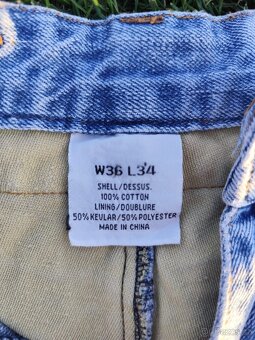 W36 L34
SHELL/DESSUS.
100% COTTON
LINING/DOUBLURE
50% KEVLAR/50% POLYESTER
MADE IN CHINA